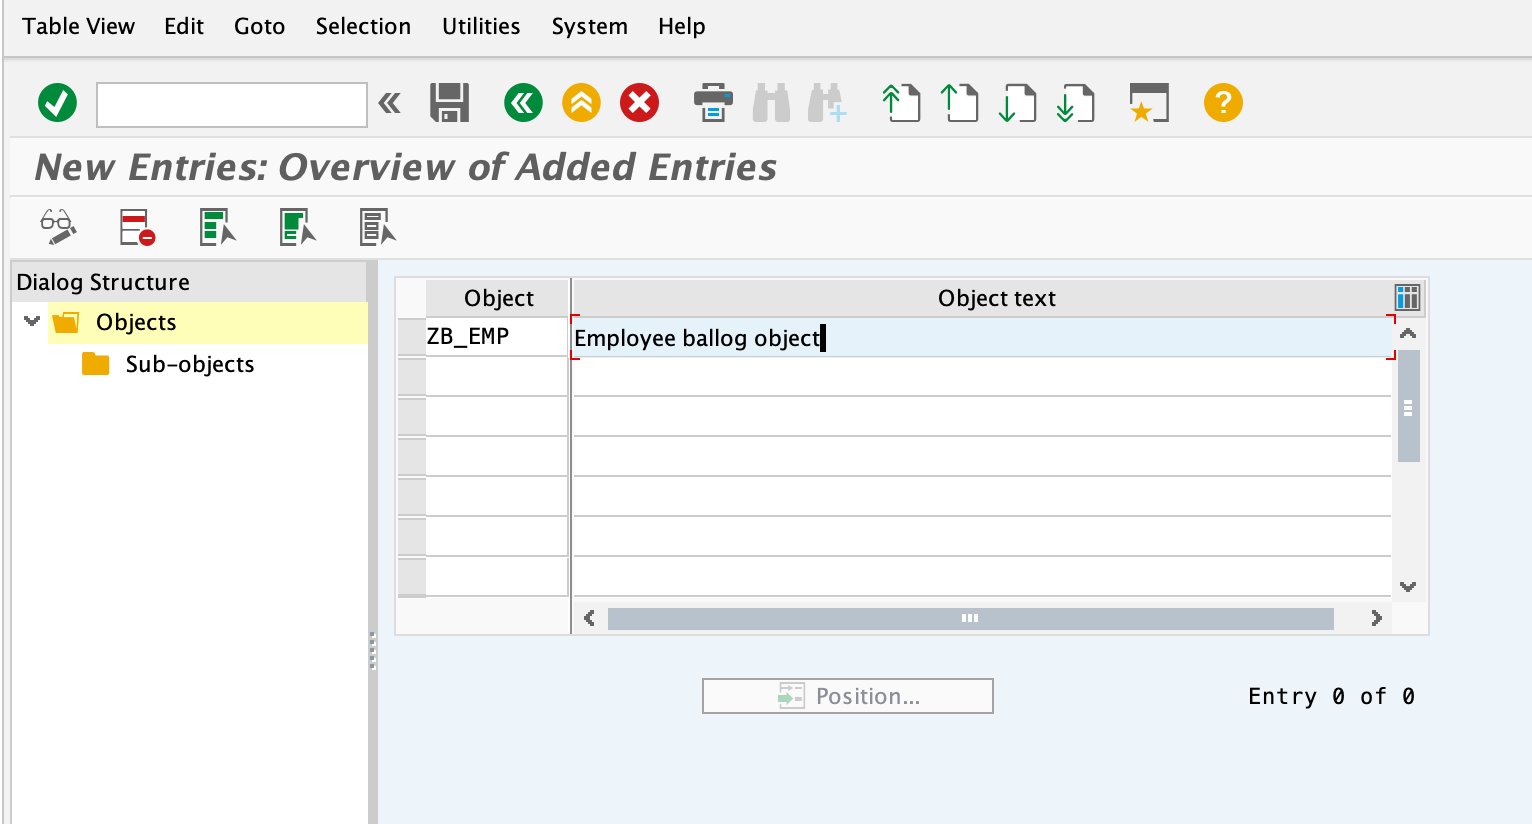 Table View Edit Goto Selection Utilities System Help
New Entries: Overview of Added Entries
Dialog Structure
Objects
Sub-objects
Object Object text
ZB_EMP Employee ballog object
Position... Entry 0 of 0